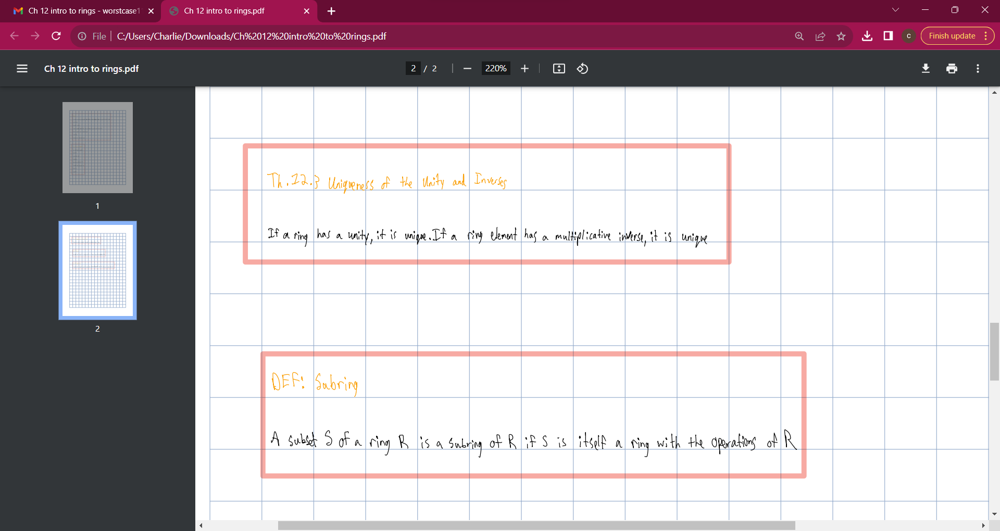 Ch 12 intro to rings - worstcase1
Ch 12 intro to rings.pdf
File
C:/Users/Charlie/Downloads/Ch%2012%20intro%20to%20rings.pdf
C
Finish update
Ch 12 intro to rings.pdf
2 / 2
220%
1
2
Th. 12.3 Uniqueness of the Unity and Inverses
If a ring has a unity, it is uniqe. If a ring element has a multiplicative inverse, it is unique
DEF: Subring
A subset S of a ring R is a subring of R if S is itself a ring with the operations of R